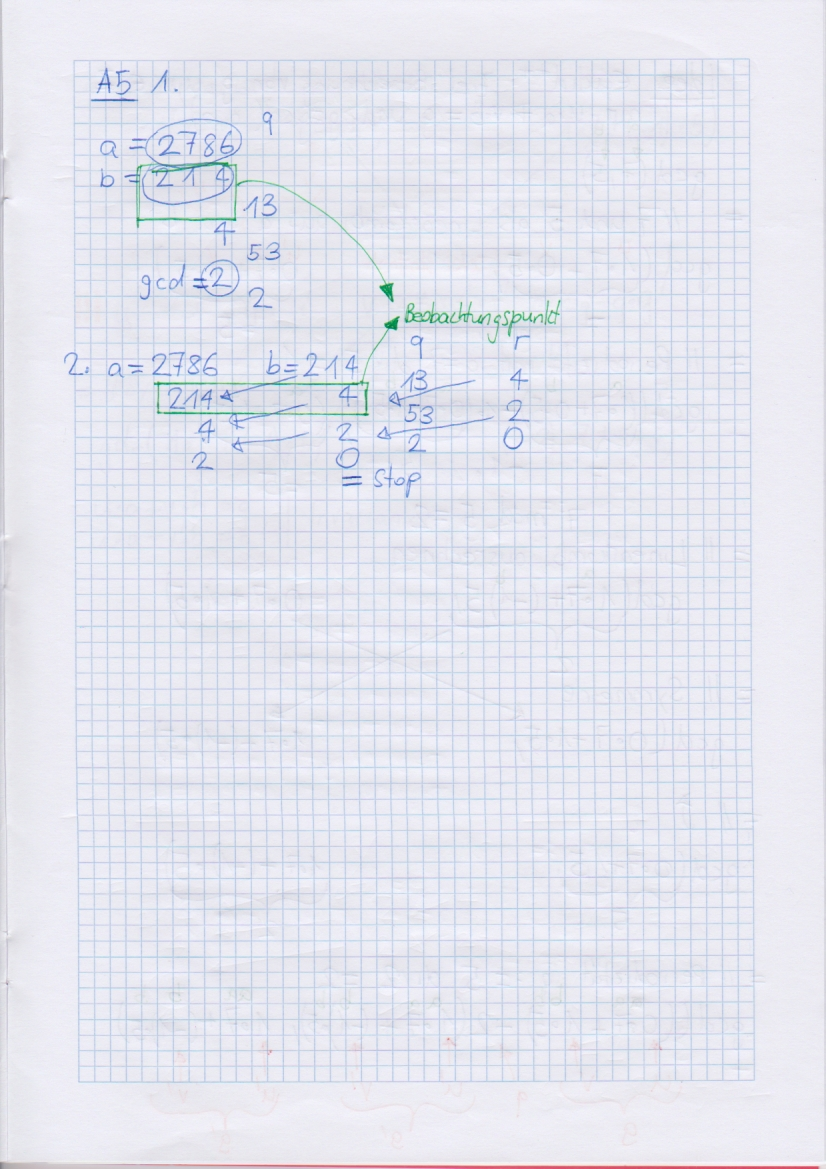 A5 1.
q
a = 2786
b = 214
13
4
53
gcd = 2
2
Beobachtungspunkt
q r
2. a = 2786 b = 214
13 4
214 4
53 2
4 2 2 0
2 0
= Stop